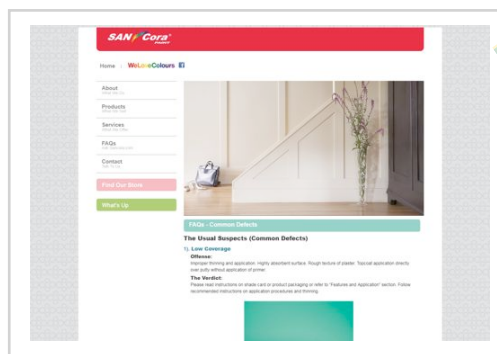 SANCora
PAINT
Home
WeLoveColours
About
Products
Services
FAQs
Contact
Find Our Store
What's Up
FAQs - Common Defects
The Usual Suspects (Common Defects)
1). Low Coverage
Offense:
Improper thinning and application. Highly absorbent surface. Rough texture of plaster. Topcoat application directly
over putty without application of primer.
The Verdict:
Please read instructions on shade card or product packaging or refer to "Features and Application" section. Follow
recommended instructions on application procedures and thinning.